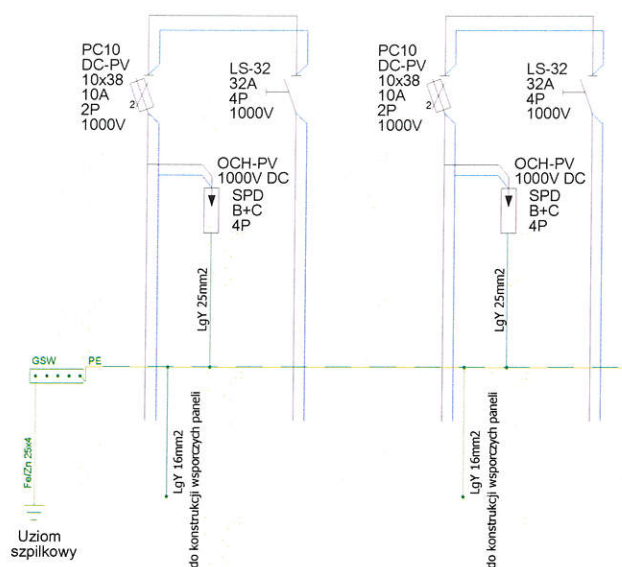 PC10
DC-PV
10x38
10A
2P
1000V
2
LS-32
32A
4P
1000V
OCH-PV
1000V DC
SPD
B+C
4P
LgY 25mm2
PC10
DC-PV
10x38
10A
2P
1000V
2
LS-32
32A
4P
1000V
OCH-PV
1000V DC
SPD
B+C
4P
LgY 25mm2
GSW
PE
Fe/Zn 25x4
Uziom
szpilkowy
LgY 16mm2
do konstrukcji wsporczych paneli
LgY 16mm2
do konstrukcji wsporczych paneli